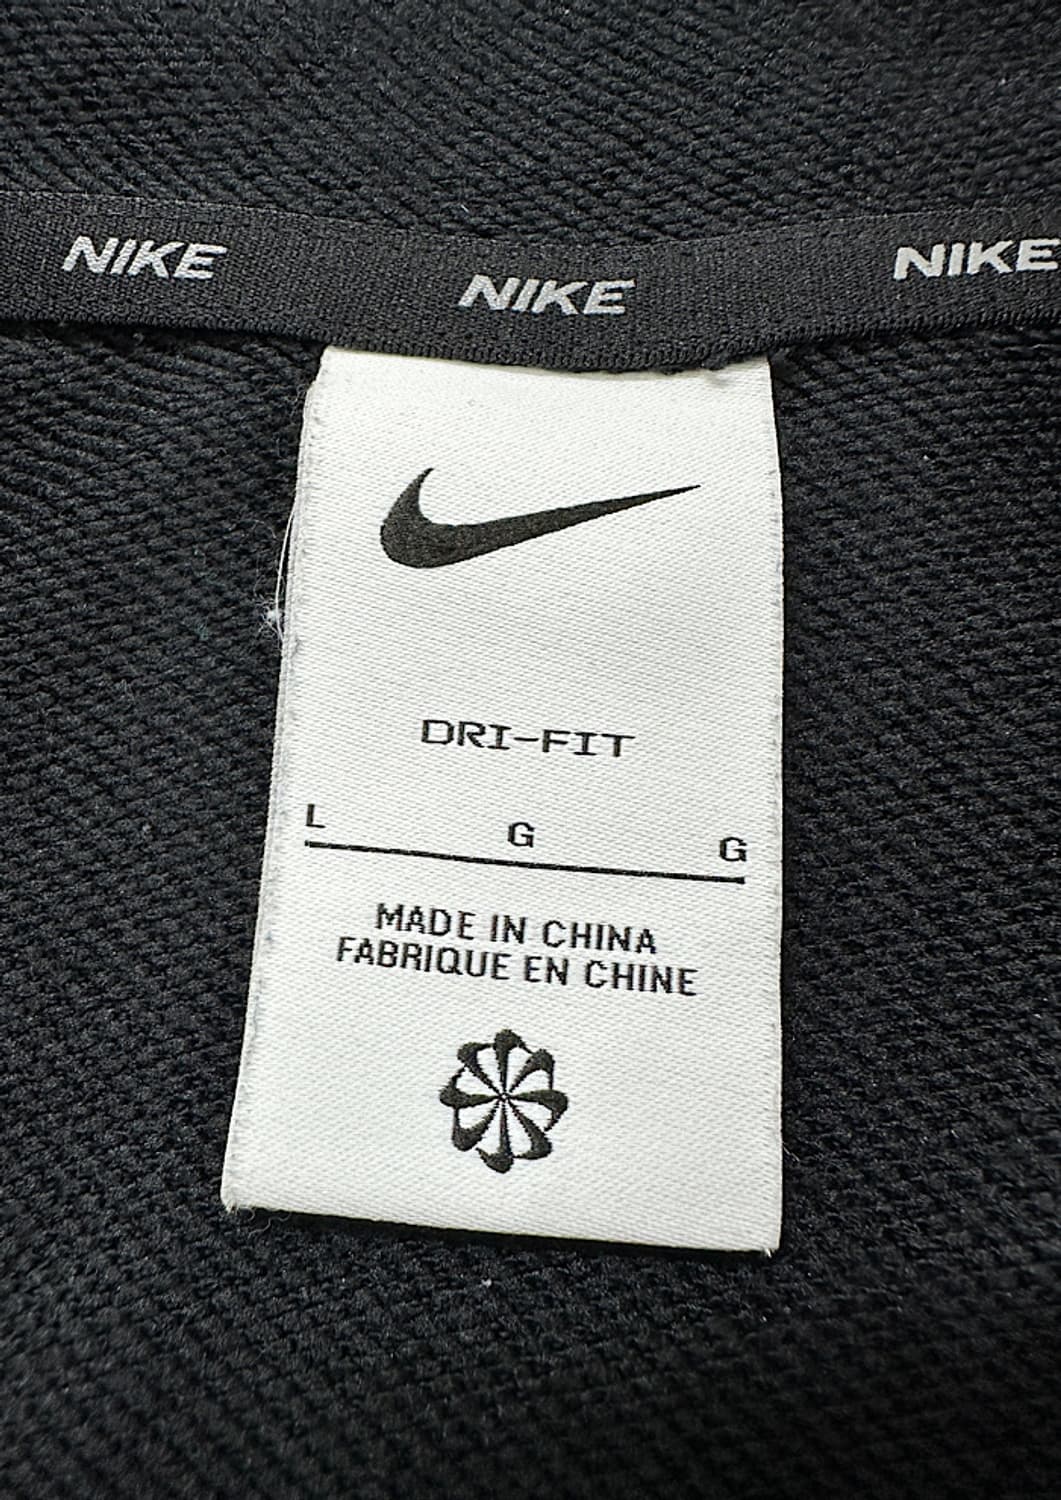 NIKE NIKE NIKE
DRI-FIT
L G G
MADE IN CHINA
FABRIQUE EN CHINE